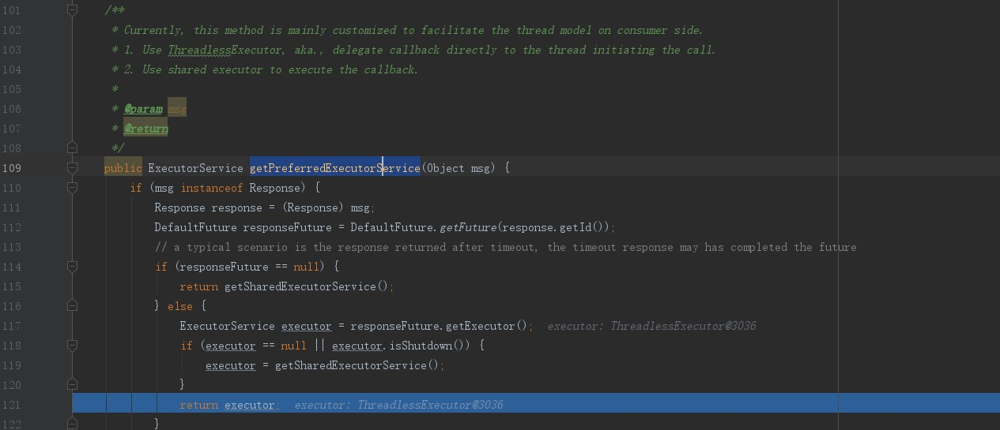 101 /**
102 * Currently, this method is mainly customized to facilitate the thread model on consumer side.
103 * 1. Use ThreadlessExecutor, aka., delegate callback directly to the thread initiating the call.
104 * 2. Use shared executor to execute the callback.
105 *
106 * @param msg
107 * @return
108 */
109 public ExecutorService getPreferredExecutorService(Object msg) {
110 if (msg instanceof Response) {
111 Response response = (Response) msg;
112 DefaultFuture responseFuture = DefaultFuture.getFuture(response.getId());
113 // a typical scenario is the response returned after timeout, the timeout response may has completed the future
114 if (responseFuture == null) {
115 return getSharedExecutorService();
116 } else {
117 ExecutorService executor = responseFuture.getExecutor(); executor: ThreadlessExecutor@3036
118 if (executor == null || executor.isShutdown()) {
119 executor = getSharedExecutorService();
120 }
121 return executor; executor: ThreadlessExecutor@3036
122 }